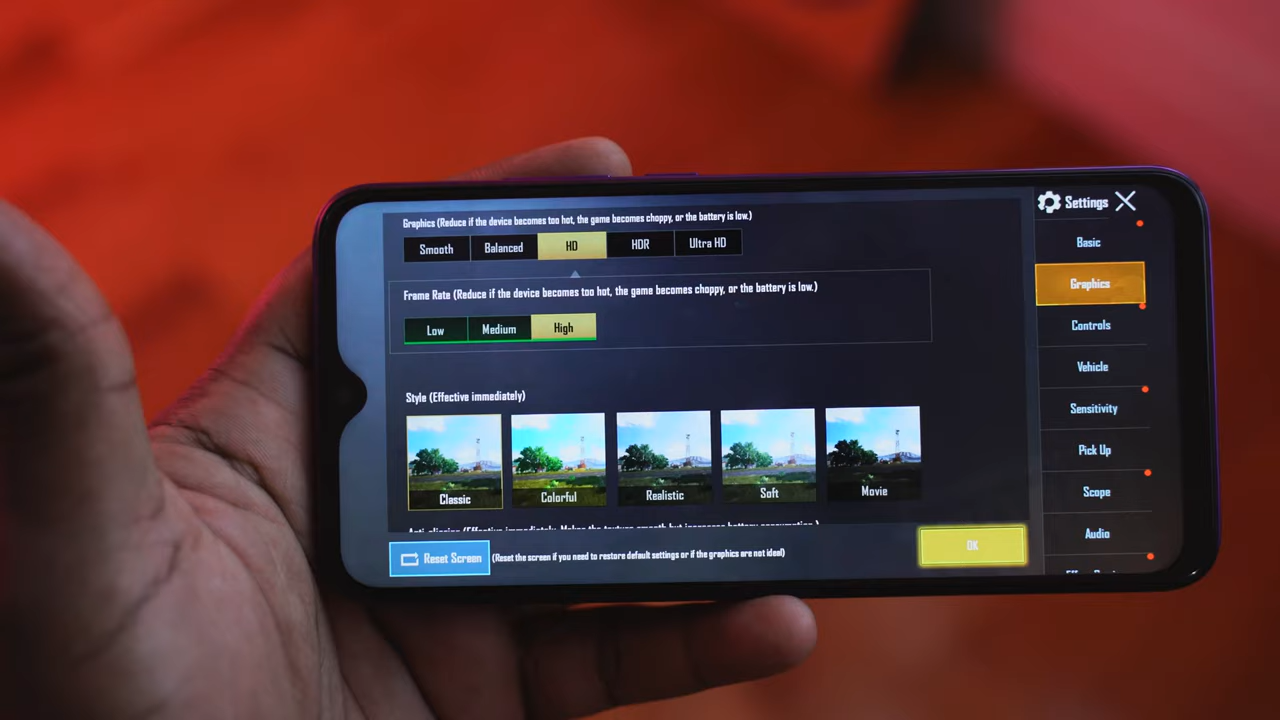 Graphics (Reduce if the device becomes too hot, the game becomes choppy, or the battery is low.)
Smooth Balanced HD HDR Ultra HD
Frame Rate (Reduce if the device becomes too hot, the game becomes choppy, or the battery is low.)
Low Medium High
Style (Effective immediately)
Classic Colorful Realistic Soft Movie
Reset Screen (Reset the screen if you need to restore default settings or if the graphics are not ideal)
OK
Settings
Basic
Graphics
Controls
Vehicle
Sensitivity
Pick Up
Scope
Audio